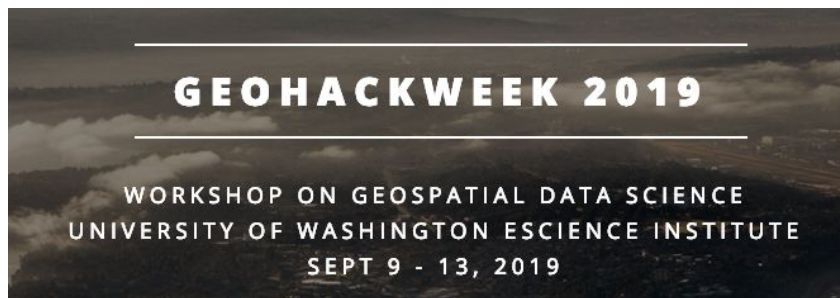 GEOHACKWEEK 2019
WORKSHOP ON GEOSPATIAL DATA SCIENCE
UNIVERSITY OF WASHINGTON ESCIENCE INSTITUTE
SEPT 9 - 13, 2019